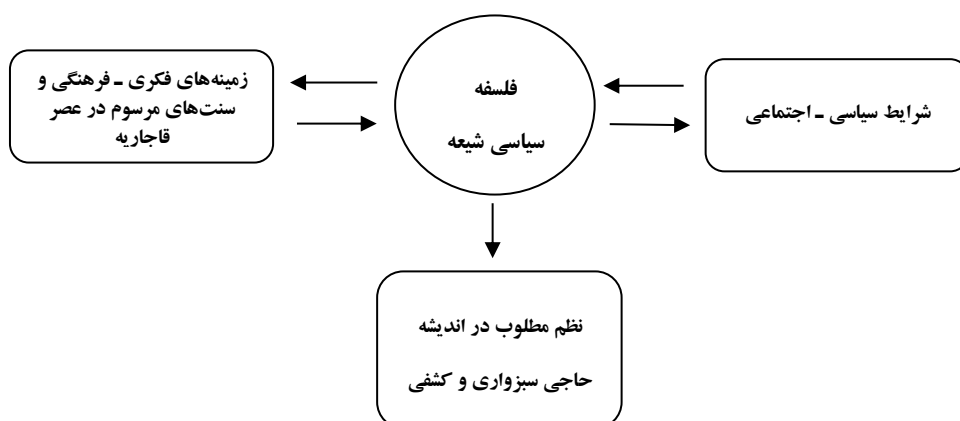 شرایط سیاسی ـ اجتماعی
فلسفه
سیاسی شیعه
زمینه‌های فکری ـ فرهنگی و
سنت‌های مرسوم در عصر
قاجاریه
نظم مطلوب در اندیشه
حاجی سبزواری و کشفی